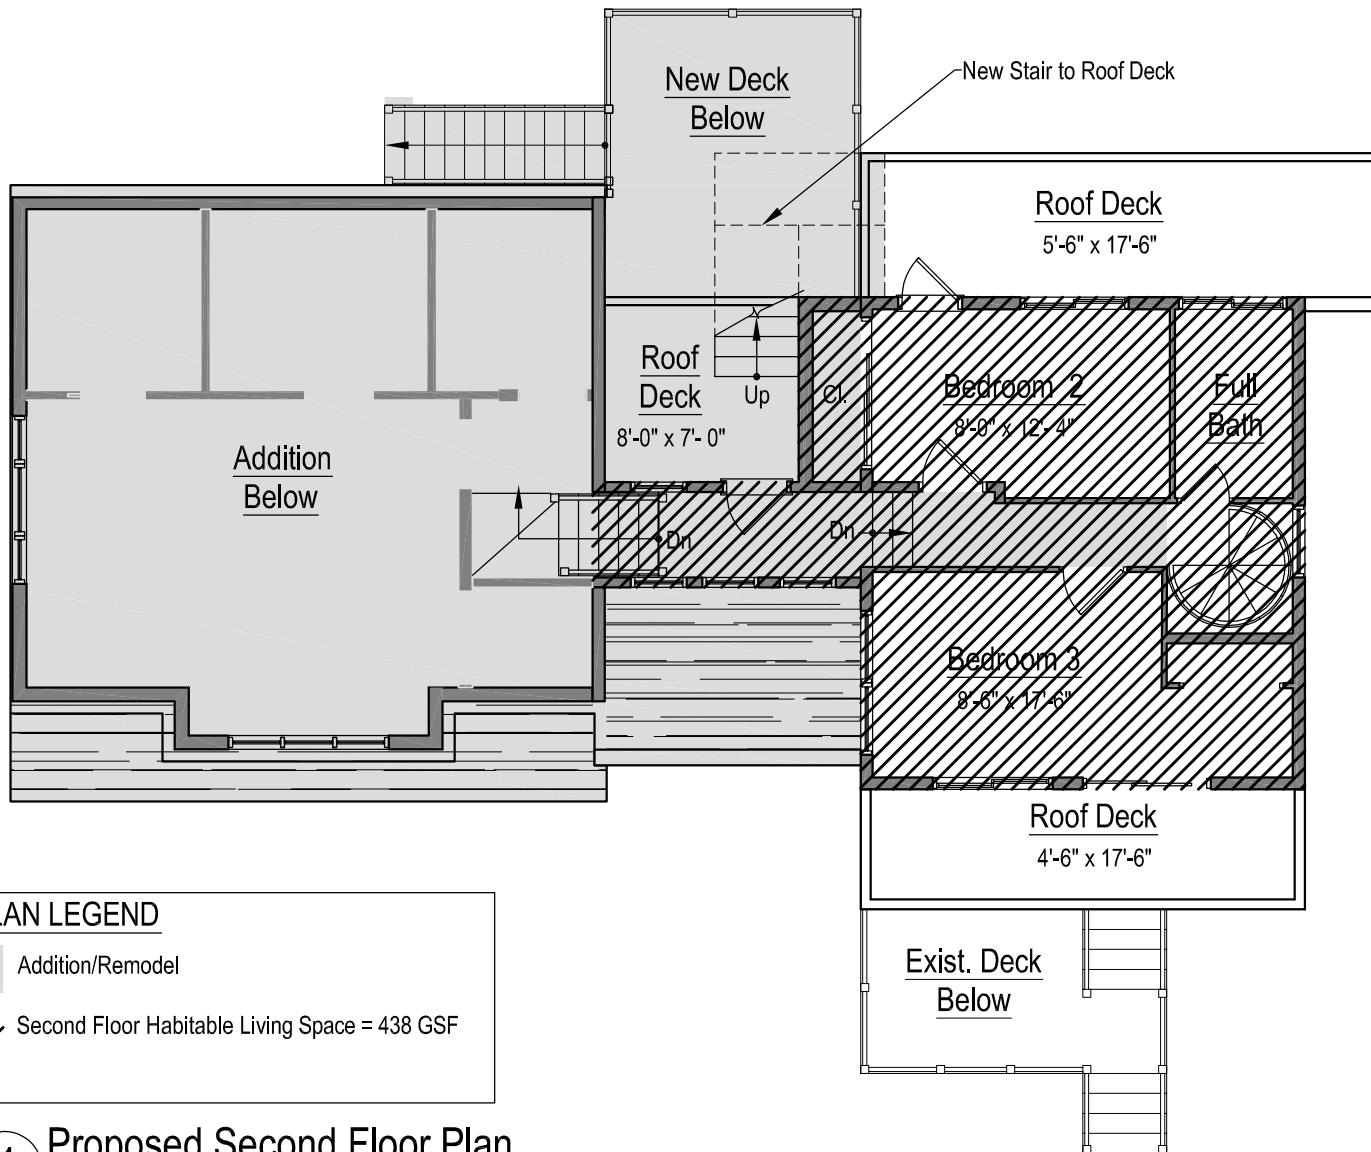 New Deck
Below
New Stair to Roof Deck
Roof Deck
5'-6" x 17'-6"
Roof
Deck
8'-0" x 7'- 0"
Up
Cl.
Bedroom 2
8'-0" x 12'- 4"
Full
Bath
Addition
Below
Dn
Dn
Bedroom 3
8'-6" x 17'-6"
Roof Deck
4'-6" x 17'-6"
Exist. Deck
Below
LAN LEGEND
Addition/Remodel
Second Floor Habitable Living Space = 438 GSF
Proposed Second Floor Plan